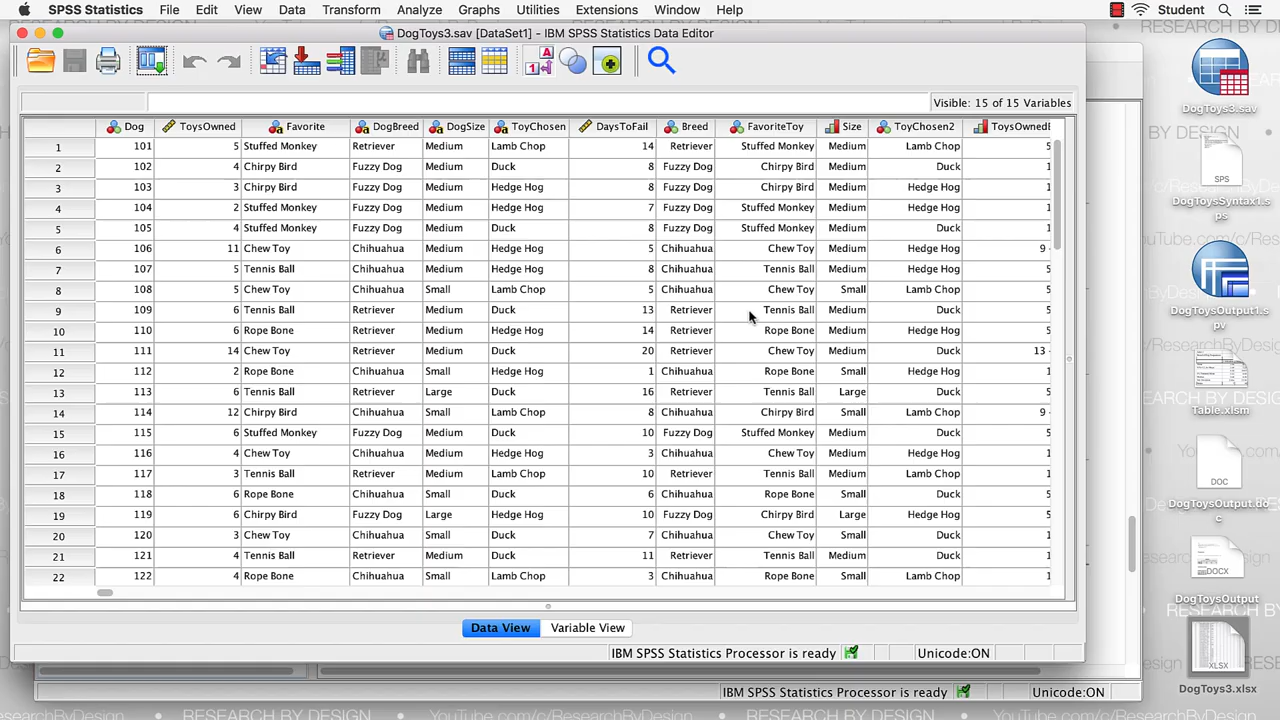 SPSS Statistics File Edit View Data Transform Analyze Graphs Utilities Extensions Window Help Student
DogToys3.sav [DataSet1] - IBM SPSS Statistics Data Editor
Visible: 15 of 15 Variables
Dog ToysOwned Favorite DogBreed DogSize ToyChosen DaysToFail Breed FavoriteToy Size ToyChosen2 ToysOwnedB
1 101 5 Stuffed Monkey Retriever Medium Lamb Chop 14 Retriever Stuffed Monkey Medium Lamb Chop 5
2 102 4 Chirpy Bird Fuzzy Dog Medium Duck 8 Fuzzy Dog Chirpy Bird Medium Duck 1
3 103 3 Chirpy Bird Fuzzy Dog Medium Hedge Hog 8 Fuzzy Dog Chirpy Bird Medium Hedge Hog 1
4 104 2 Stuffed Monkey Fuzzy Dog Medium Hedge Hog 7 Fuzzy Dog Stuffed Monkey Medium Hedge Hog 1
5 105 4 Stuffed Monkey Fuzzy Dog Medium Duck 8 Fuzzy Dog Stuffed Monkey Medium Duck 1
6 106 11 Chew Toy Chihuahua Medium Hedge Hog 5 Chihuahua Chew Toy Medium Hedge Hog 9 -
7 107 5 Tennis Ball Chihuahua Medium Hedge Hog 8 Chihuahua Tennis Ball Medium Hedge Hog 5
8 108 5 Chew Toy Chihuahua Small Lamb Chop 5 Chihuahua Chew Toy Small Lamb Chop 5
9 109 6 Tennis Ball Retriever Medium Duck 13 Retriever Tennis Ball Medium Duck 5
10 110 6 Rope Bone Retriever Medium Hedge Hog 14 Retriever Rope Bone Medium Hedge Hog 5
11 111 14 Chew Toy Retriever Medium Duck 20 Retriever Chew Toy Medium Duck 13 -
12 112 2 Rope Bone Chihuahua Small Hedge Hog 1 Chihuahua Rope Bone Small Hedge Hog 1
13 113 6 Tennis Ball Retriever Large Duck 16 Retriever Tennis Ball Large Duck 5
14 114 12 Chirpy Bird Chihuahua Small Lamb Chop 8 Chihuahua Chirpy Bird Small Lamb Chop 9 -
15 115 6 Stuffed Monkey Fuzzy Dog Medium Duck 10 Fuzzy Dog Stuffed Monkey Medium Duck 5
16 116 4 Chew Toy Chihuahua Medium Hedge Hog 3 Chihuahua Chew Toy Medium Hedge Hog 1
17 117 3 Tennis Ball Retriever Medium Lamb Chop 10 Retriever Tennis Ball Medium Lamb Chop 1
18 118 6 Rope Bone Chihuahua Small Duck 6 Chihuahua Rope Bone Small Duck 5
19 119 6 Chirpy Bird Fuzzy Dog Large Hedge Hog 10 Fuzzy Dog Chirpy Bird Large Hedge Hog 5
20 120 3 Chew Toy Chihuahua Small Duck 7 Chihuahua Chew Toy Small Duck 1
21 121 4 Tennis Ball Retriever Medium Duck 11 Retriever Tennis Ball Medium Duck 1
22 122 4 Rope Bone Chihuahua Small Lamb Chop 3 Chihuahua Rope Bone Small Lamb Chop 1
Data View Variable View
IBM SPSS Statistics Processor is ready Unicode:ON
IBM SPSS Statistics Processor is ready Unicode:ON
DogToys3.sav
SPS
DogToysSyntax1.s
ps
DogToysOutput1.s
pv
Table.xlsm
DOC
DogToysOutput.do
c
DOCX
DogToysOutput
XLSX
DogToys3.xlsx
RESEARCH BY DESIGN YouTube.com/c/ResearchByDesign RESEARCH BY DESIGN YouTube.com/c/ResearchByDesign